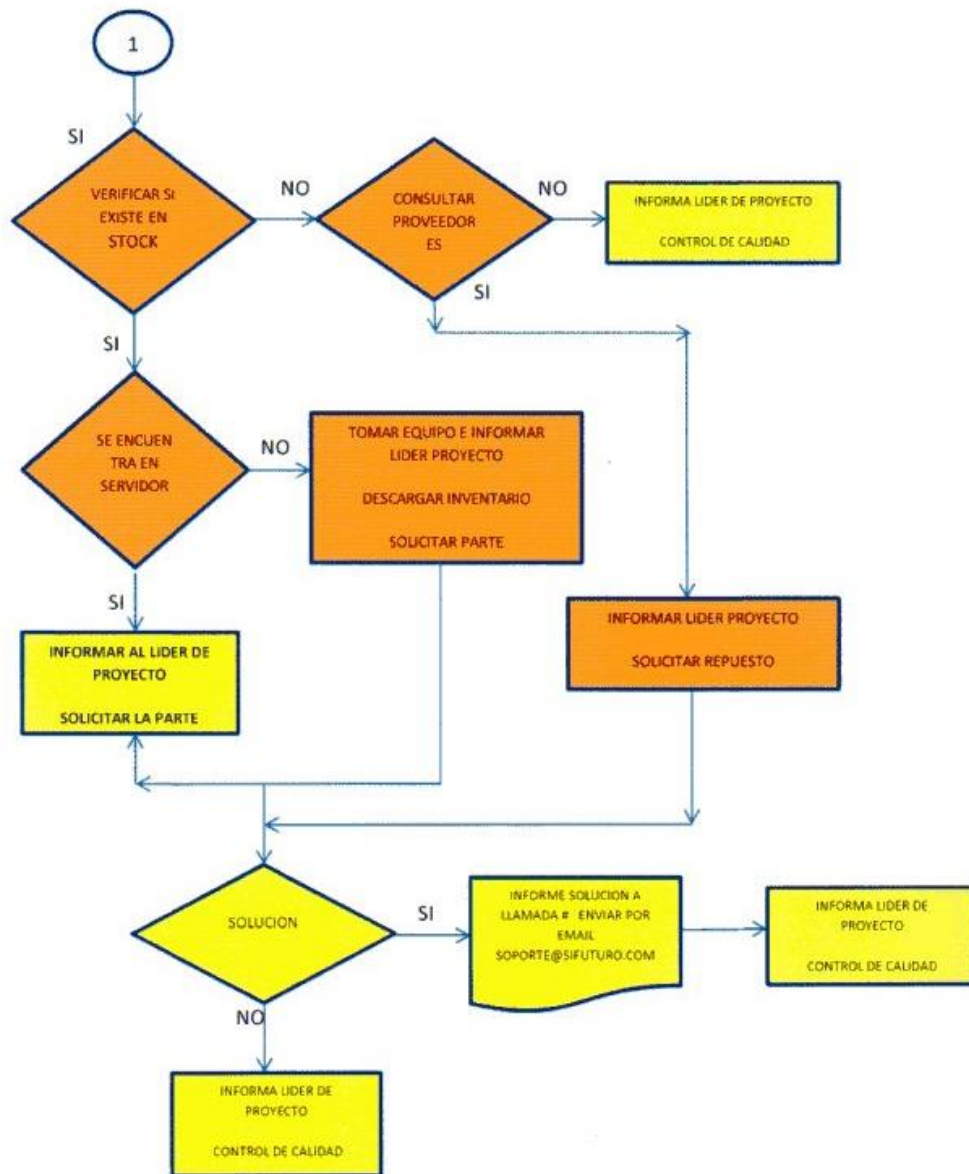 1
SI
VERIFICAR SI
EXISTE EN
STOCK
NO
CONSULTAR
PROVEEDOR
ES
NO
INFORMA LIDER DE PROYECTO
CONTROL DE CALIDAD
SI
SI
SE ENCUEN
TRA EN
SERVIDOR
NO
TOMAR EQUIPO E INFORMAR
LIDER PROYECTO
DESCARGAR INVENTARIO
SOLICITAR PARTE
SI
INFORMAR AL LIDER DE
PROYECTO
SOLICITAR LA PARTE
INFORMAR LIDER PROYECTO
SOLICITAR REPUESTO
SOLUCION
SI
INFORME SOLUCION A
LLAMADA # ENVIAR POR
EMAIL
SOPORTE@SIFUTURO.COM
INFORMA LIDER DE
PROYECTO
CONTROL DE CALIDAD
NO
INFORMA LIDER DE
PROYECTO
CONTROL DE CALIDAD